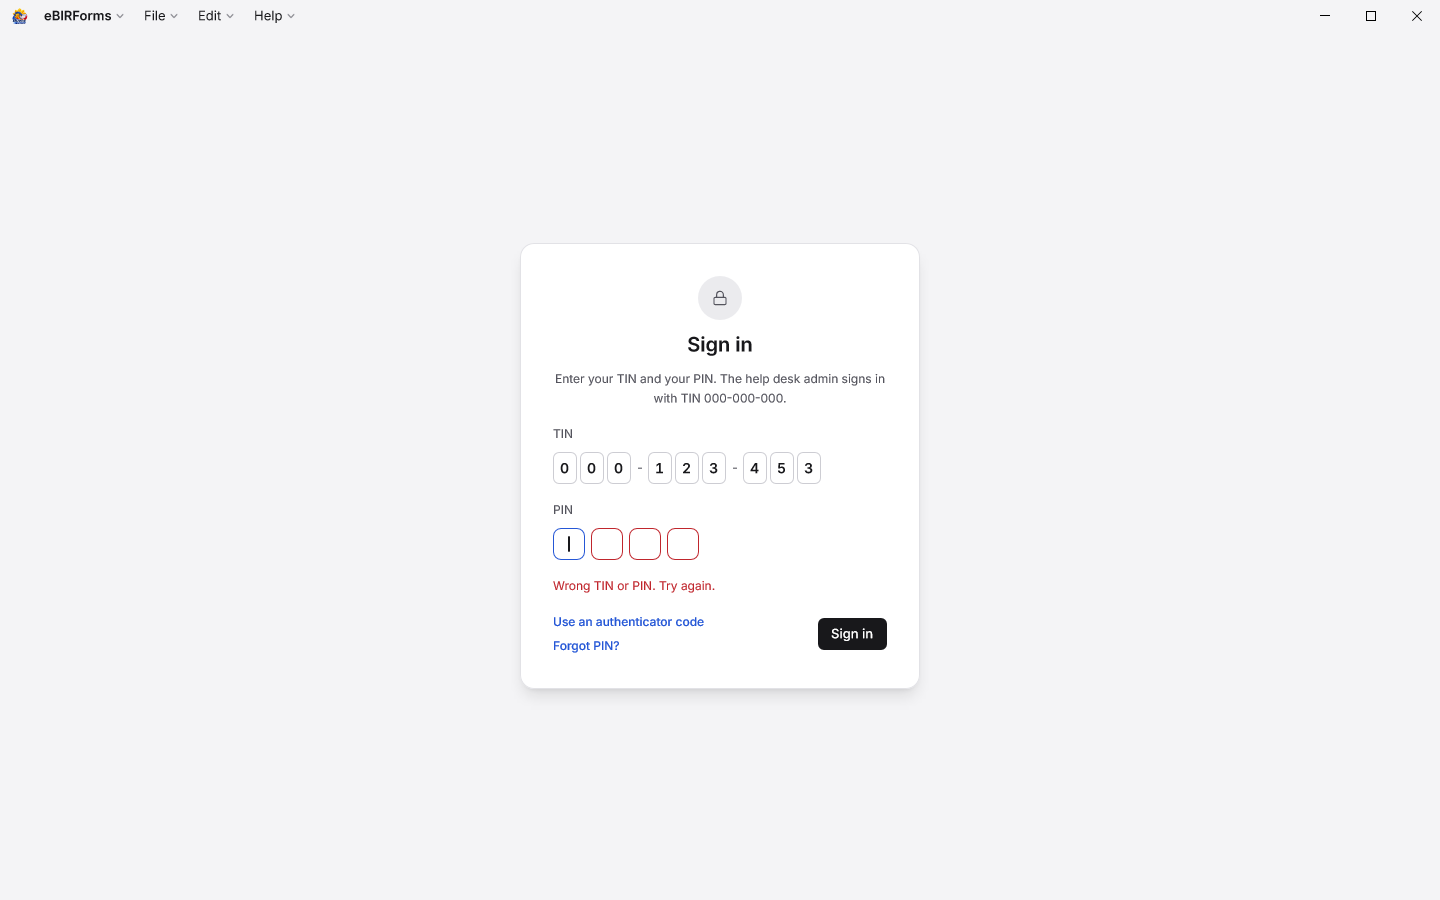 eBIRForms File Edit Help
Sign in
Enter your TIN and your PIN. The help desk admin signs in
with TIN 000-000-000.
TIN
0 0 0 - 1 2 3 - 4 5 3
PIN
Wrong TIN or PIN. Try again.
Use an authenticator code
Forgot PIN?
Sign in